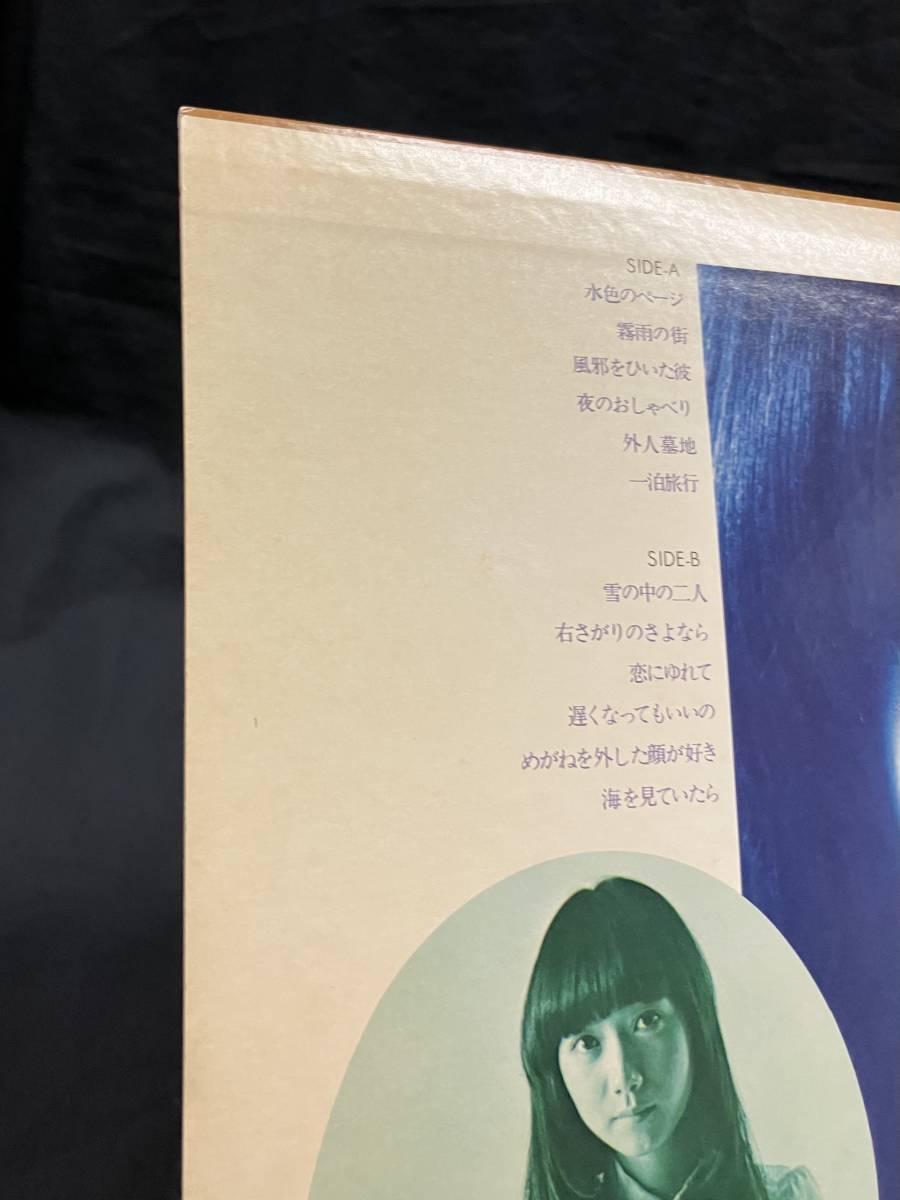 SIDE-A
水色のページ
霧雨の街
風邪をひいた彼
夜のおしゃべり
外人墓地
一泊旅行
SIDE-B
雪の中の二人
右さがりのさよなら
恋にゆれて
遅くなってもいいの
めがねを外した顔が好き
海を見ていたら